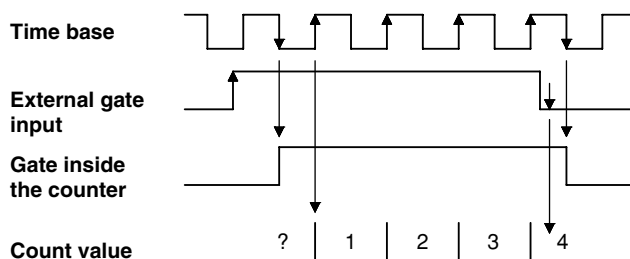 Time base
External gate
input
Gate inside
the counter
Count value ? 1 2 3 4